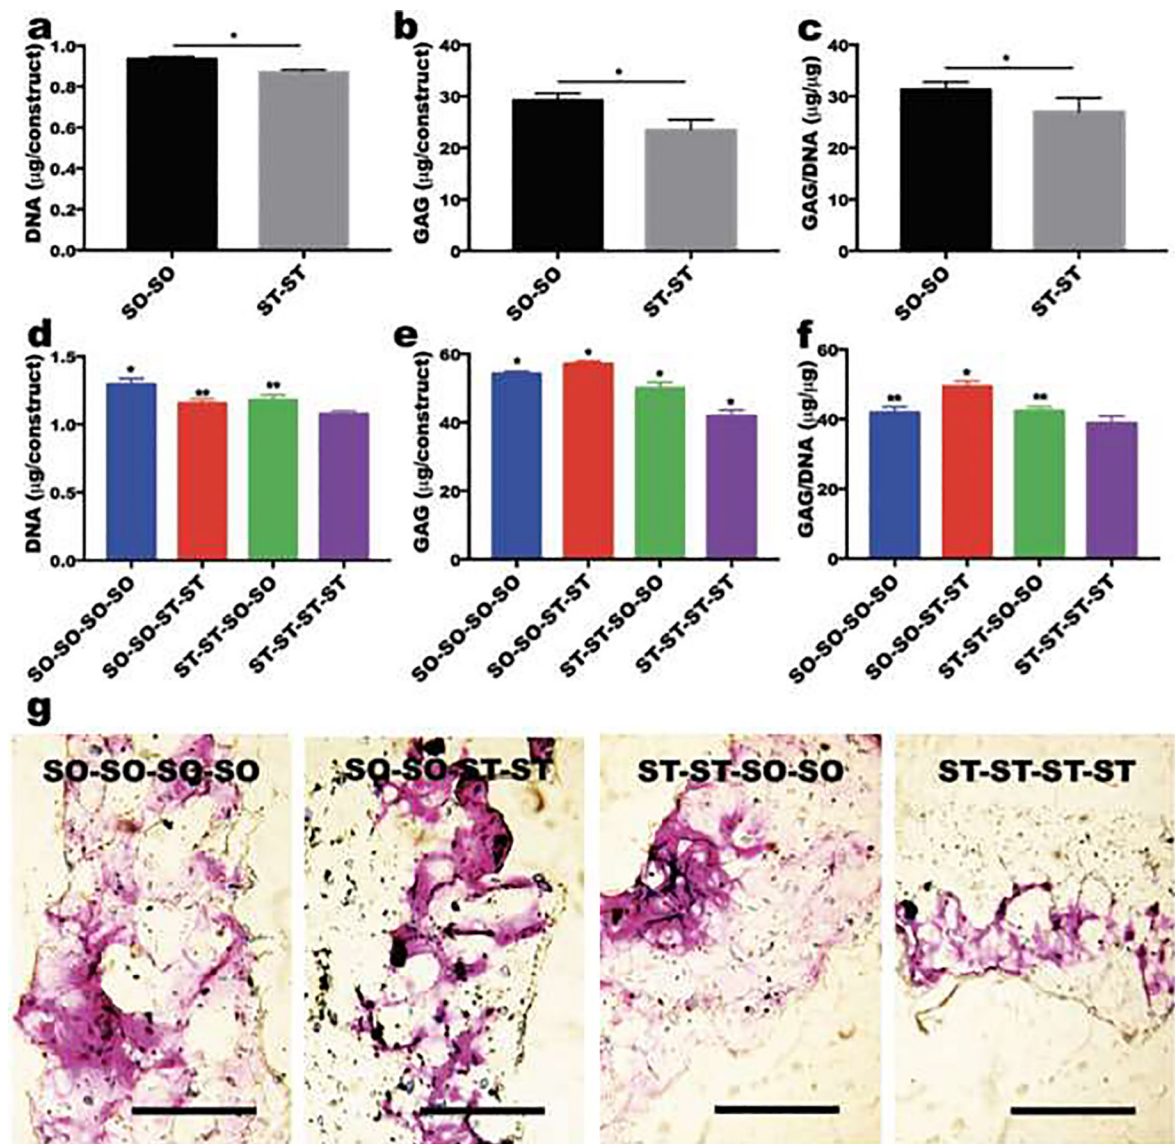 a
DNA (µg/construct)
1.0
0.8
0.6
0.4
0.2
0.0
*
SO-SO
ST-ST
b
GAG (µg/construct)
40
30
20
10
0
*
SO-SO
ST-ST
c
GAG/DNA (µg/µg)
40
30
20
10
0
*
SO-SO
ST-ST
d
DNA (µg/construct)
1.5
1.0
0.5
0.0
*
**
**
SO-SO-SO-SO
SO-SO-ST-ST
ST-ST-SO-SO
ST-ST-ST-ST
e
GAG (µg/construct)
60
40
20
0
*
*
*
*
SO-SO-SO-SO
SO-SO-ST-ST
ST-ST-SO-SO
ST-ST-ST-ST
f
GAG/DNA (µg/µg)
60
40
20
0
**
*
**
SO-SO-SO-SO
SO-SO-ST-ST
ST-ST-SO-SO
ST-ST-ST-ST
g
SO-SO-SO-SO
SO-SO-ST-ST
ST-ST-SO-SO
ST-ST-ST-ST